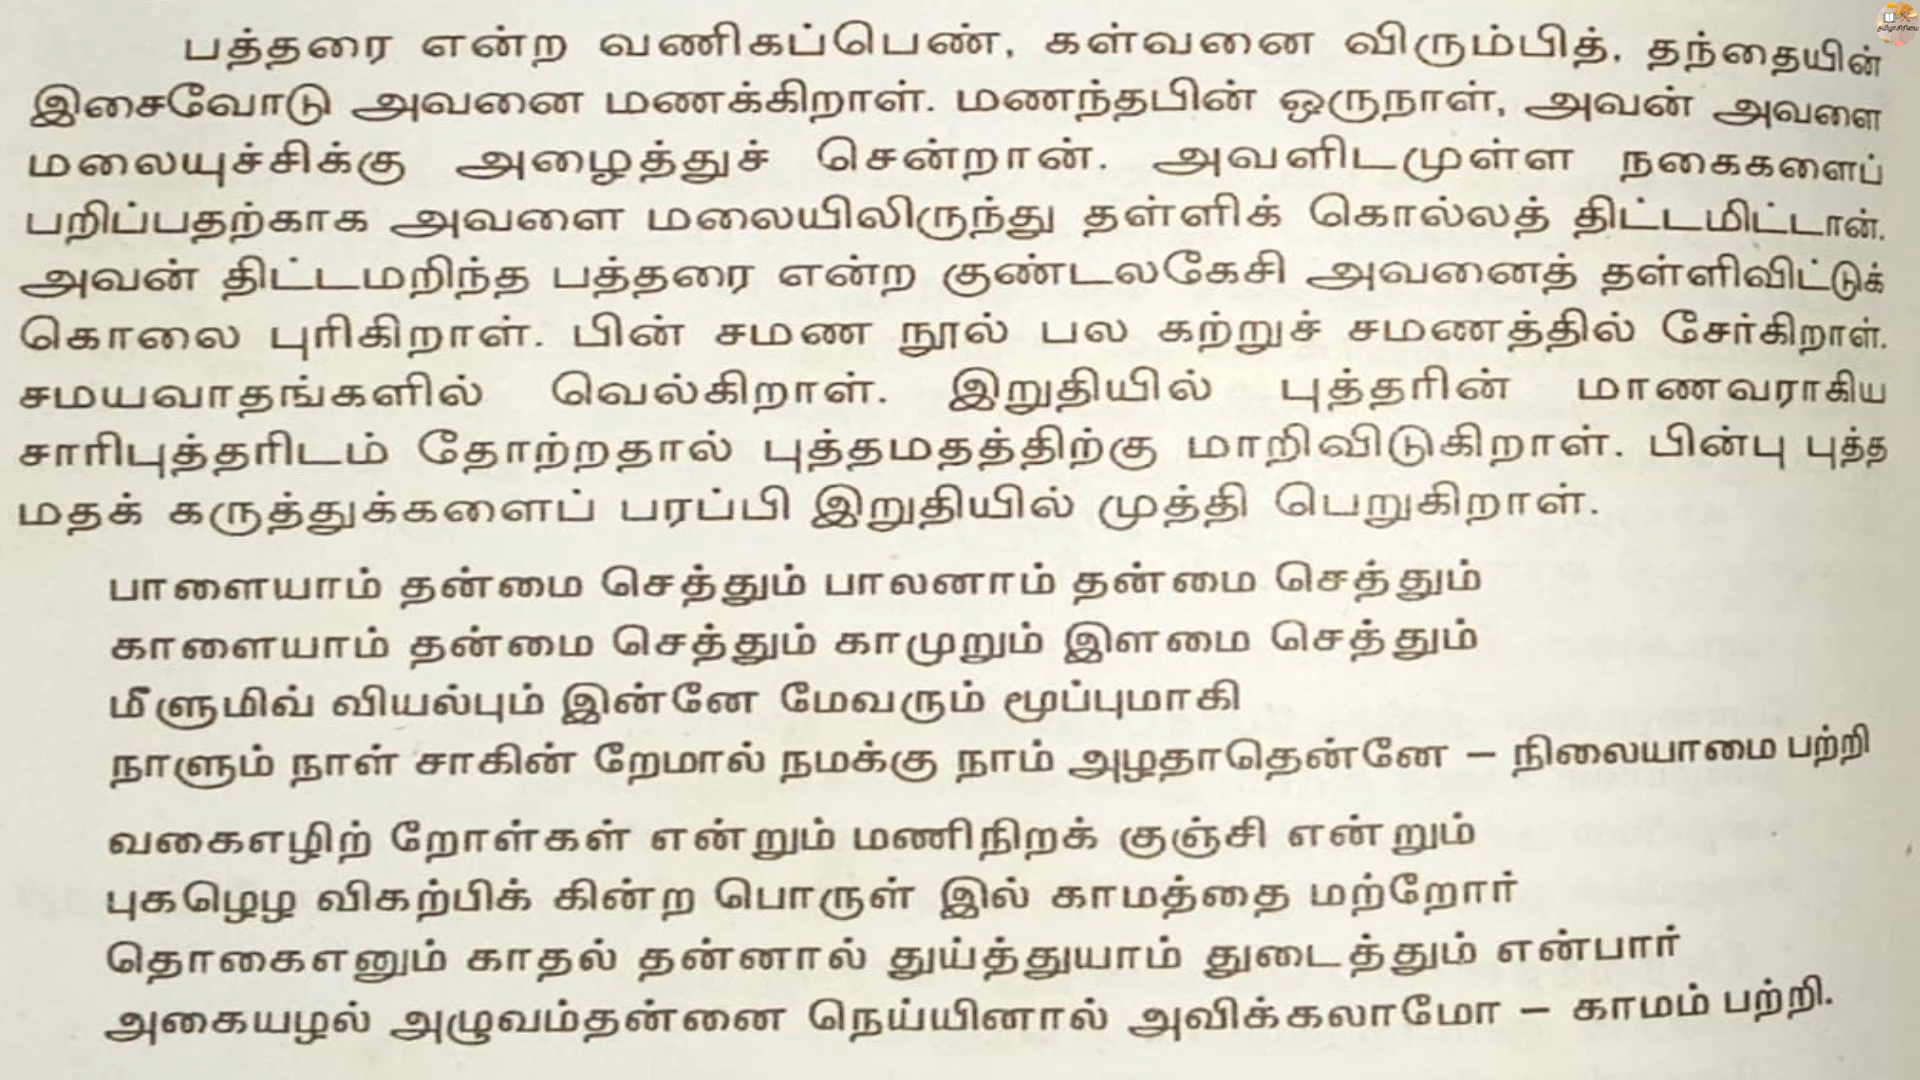 பத்தரை என்ற வணிகப்பெண், கள்வனை விரும்பித், தந்தையின்
இசைவோடு அவனை மணக்கிறாள். மணந்தபின் ஒருநாள், அவன் அவளை
மலையுச்சிக்கு அழைத்துச் சென்றான். அவளிடமுள்ள நகைகளைப்
பறிப்பதற்காக அவளை மலையிலிருந்து தள்ளிக் கொல்லத் திட்டமிட்டான்.
அவன் திட்டமறிந்த பத்தரை என்ற குண்டலகேசி அவனைத் தள்ளிவிட்டுக்
கொலை புரிகிறாள். பின் சமண நூல் பல கற்றுச் சமணத்தில் சேர்கிறாள்.
சமயவாதங்களில் வெல்கிறாள். இறுதியில் புத்தரின் மாணவராகிய
சாரிபுத்தரிடம் தோற்றதால் புத்தமதத்திற்கு மாறிவிடுகிறாள். பின்பு புத்த
மதக் கருத்துக்களைப் பரப்பி இறுதியில் முத்தி பெறுகிறாள்.
பாளையாம் தன்மை செத்தும் பாலனாம் தன்மை செத்தும்
காளையாம் தன்மை செத்தும் காமுறும் இளமை செத்தும்
மீளுமிவ் வியல்பும் இன்னே மேவரும் மூப்புமாகி
நாளும் நாள் சாகின் றேமால் நமக்கு நாம் அழதாதென்னே – நிலையாமை பற்றி
வகைஎழிற் றோள்கள் என்றும் மணிநிறக் குஞ்சி என்றும்
புகழெழ விகற்பிக் கின்ற பொருள் இல் காமத்தை மற்றோர்
தொகைஎனும் காதல் தன்னால் துய்த்துயாம் துடைத்தும் என்பார்
அகையழல் அழுவம்தன்னை நெய்யினால் அவிக்கலாமோ – காமம் பற்றி.
தமிழாசிரியை